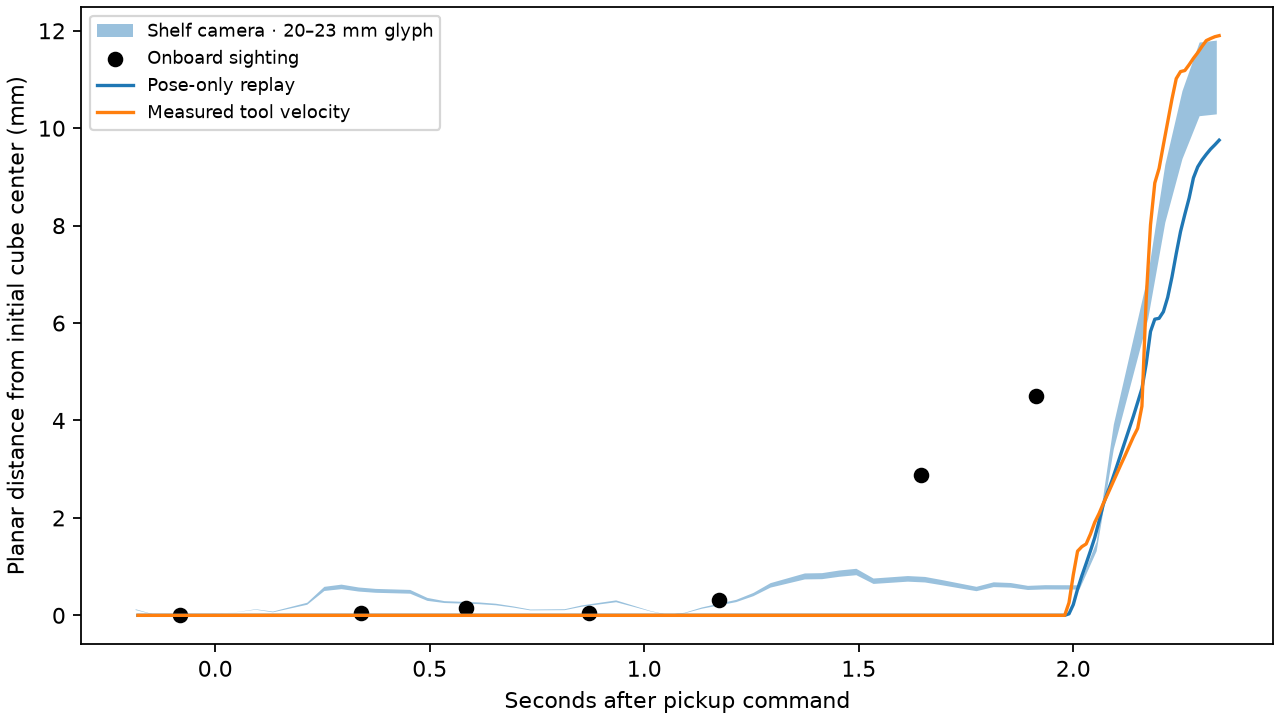 Shelf camera · 20–23 mm glyph
Onboard sighting
Pose-only replay
Measured tool velocity
Planar distance from initial cube center (mm)
12
10
8
6
4
2
0
0.0 0.5 1.0 1.5 2.0
Seconds after pickup command